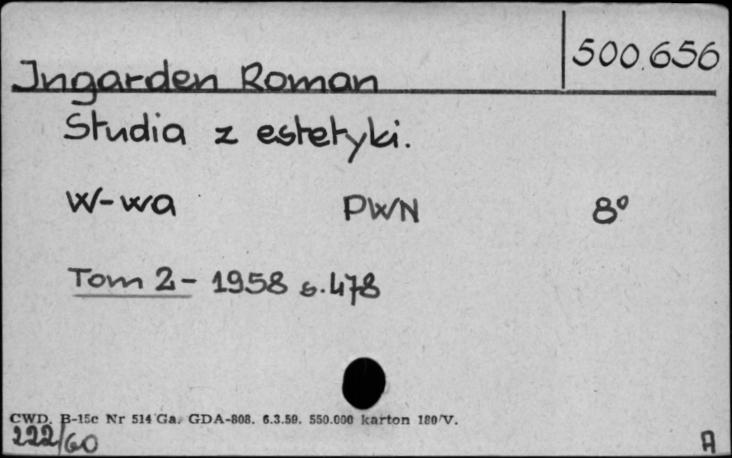 500.656
Ingarden Roman
Studia z estetyki.
W-wa PWN 8°
Tom 2 - 1958 s. 478
CWD. B-15c Nr 514 Ga. GDA-808. 6.3.59. 550.000 karton 180/V.
222/60
A